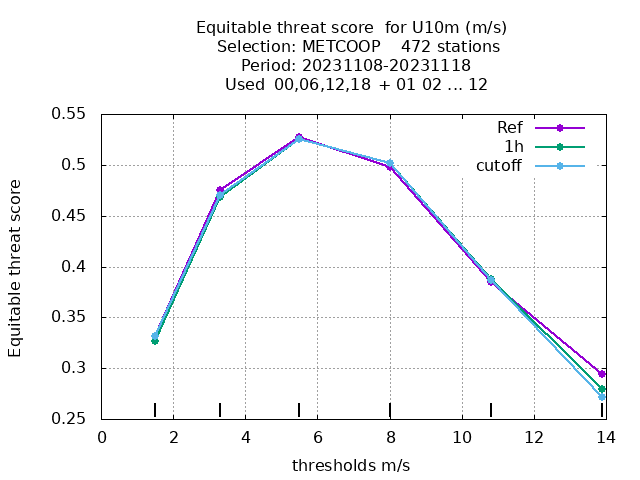 Equitable threat score  for U10m (m/s)
Selection: METCOOP    472 stations
Period: 20231108-20231118
Used  00,06,12,18  + 01 02 ... 12
Ref
1h
cutoff
Equitable threat score
0.55
0.5
0.45
0.4
0.35
0.3
0.25
0 2 4 6 8 10 12 14
thresholds m/s